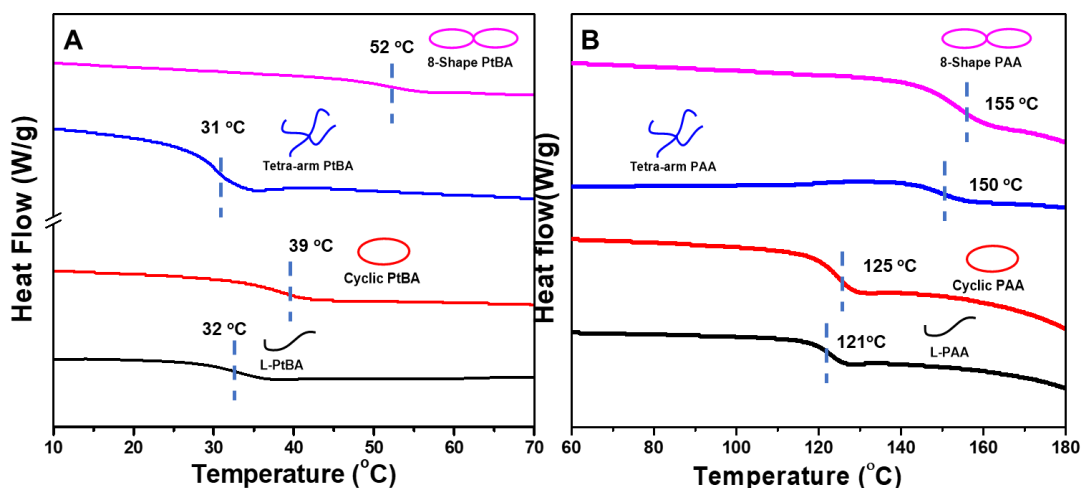 A
52 °C
8-Shape PtBA
31 °C
Tetra-arm PtBA
39 °C
Cyclic PtBA
32 °C
L-PtBA
Heat Flow (W/g)
10 20 30 40 50 60 70
Temperature (°C)
B
8-Shape PAA
155 °C
Tetra-arm PAA
150 °C
125 °C
Cyclic PAA
121°C
L-PAA
Heat flow(W/g)
60 80 100 120 140 160 180
Temperature (°C)